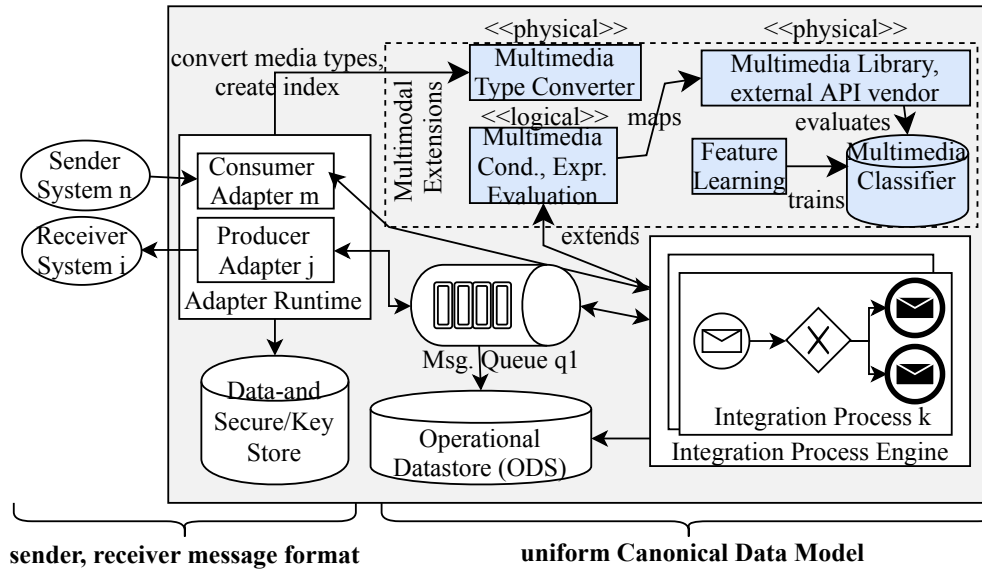 <<physical>>
<<physical>>
convert media types,
create index
Multimedia
Type Converter
Multimedia Library,
external API vendor
Multimodal
Extensions
<<logical>>
maps
evaluates
Multimedia
Cond., Expr.
Evaluation
Feature
Learning
trains
Multimedia
Classifier
Sender
System n
Consumer
Adapter m
Receiver
System i
Producer
Adapter j
Adapter Runtime
extends
Msg. Queue q1
Data-and
Secure/Key
Store
Operational
Datastore (ODS)
Integration Process k
Integration Process Engine
sender, receiver message format
uniform Canonical Data Model